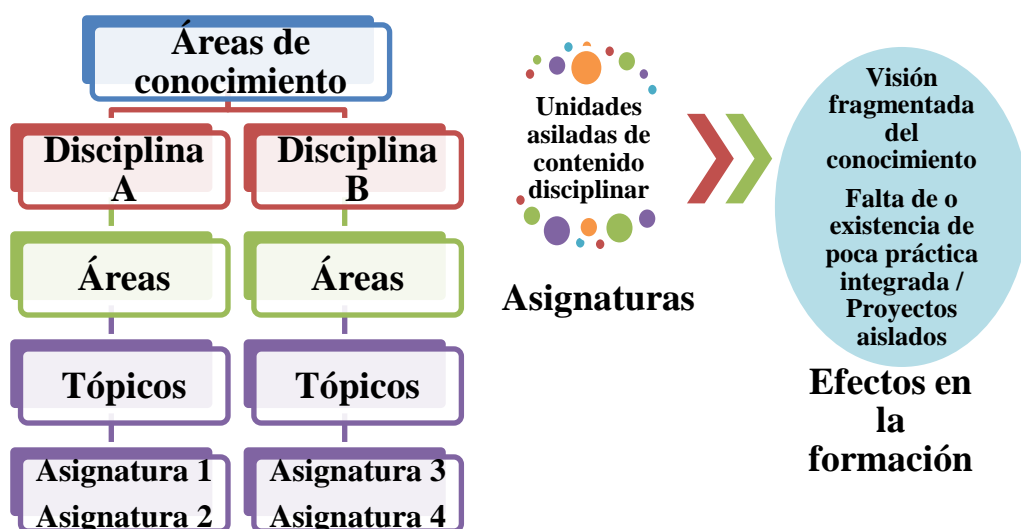 Áreas de
conocimiento
Disciplina
A
Disciplina
B
Áreas
Áreas
Tópicos
Tópicos
Asignatura 1
Asignatura 2
Asignatura 3
Asignatura 4
Unidades
asiladas de
contenido
disciplinar
Asignaturas
Visión
fragmentada
del
conocimiento
Falta de o
existencia de
poca práctica
integrada /
Proyectos
aislados
Efectos en
la
formación